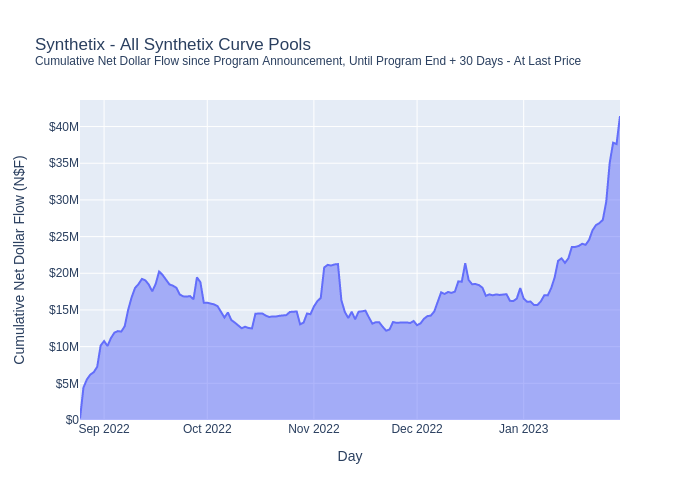 Synthetix - All Synthetix Curve Pools
Cumulative Net Dollar Flow since Program Announcement, Until Program End + 30 Days - At Last Price
Cumulative Net Dollar Flow (N$F)
$40M
$35M
$30M
$25M
$20M
$15M
$10M
$5M
$0
Sep 2022
Oct 2022
Nov 2022
Dec 2022
Jan 2023
Day